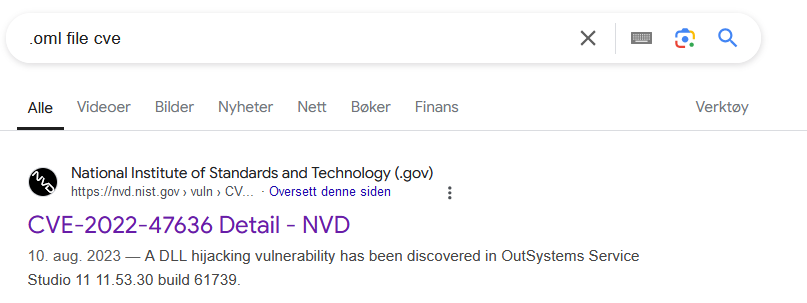 .oml file cve
Alle Videoer Bilder Nyheter Nett Bøker Finans Verktøy
NVD
National Institute of Standards and Technology (.gov)
https://nvd.nist.gov › vuln › CV... · Oversett denne siden
CVE-2022-47636 Detail - NVD
10. aug. 2023 — A DLL hijacking vulnerability has been discovered in OutSystems Service
Studio 11 11.53.30 build 61739.